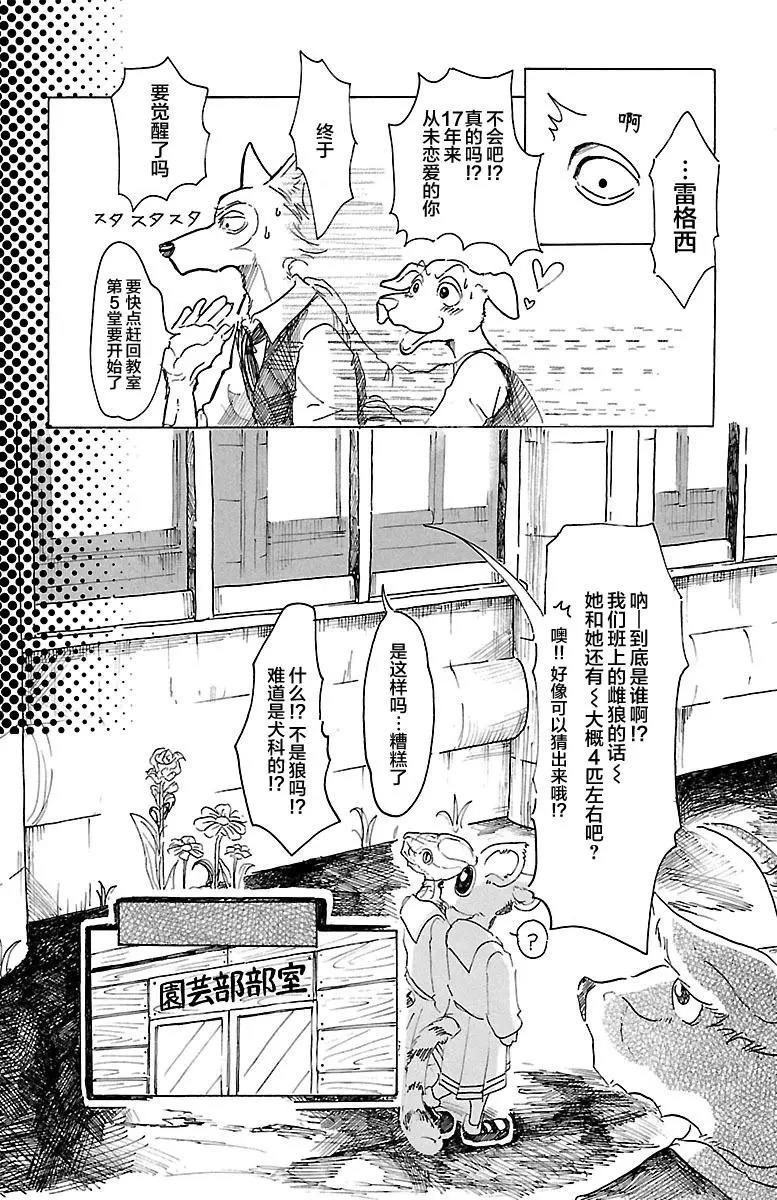 啊
…雷格西
不会吧!?
真的吗!?
17年来
从未恋爱的你
终于
要觉醒了吗
スタスタスタ
要快点赶回教室
第5堂要开始了
呐—到底是谁啊!?
我们班上的雌狼的话～
她和她还有～大概4匹左右吧？
噢!!好像可以猜出来哦!?
是这样吗…糟糕了
什么!?不是狼吗!?
难道是犬科的!?
?
園芸部部室